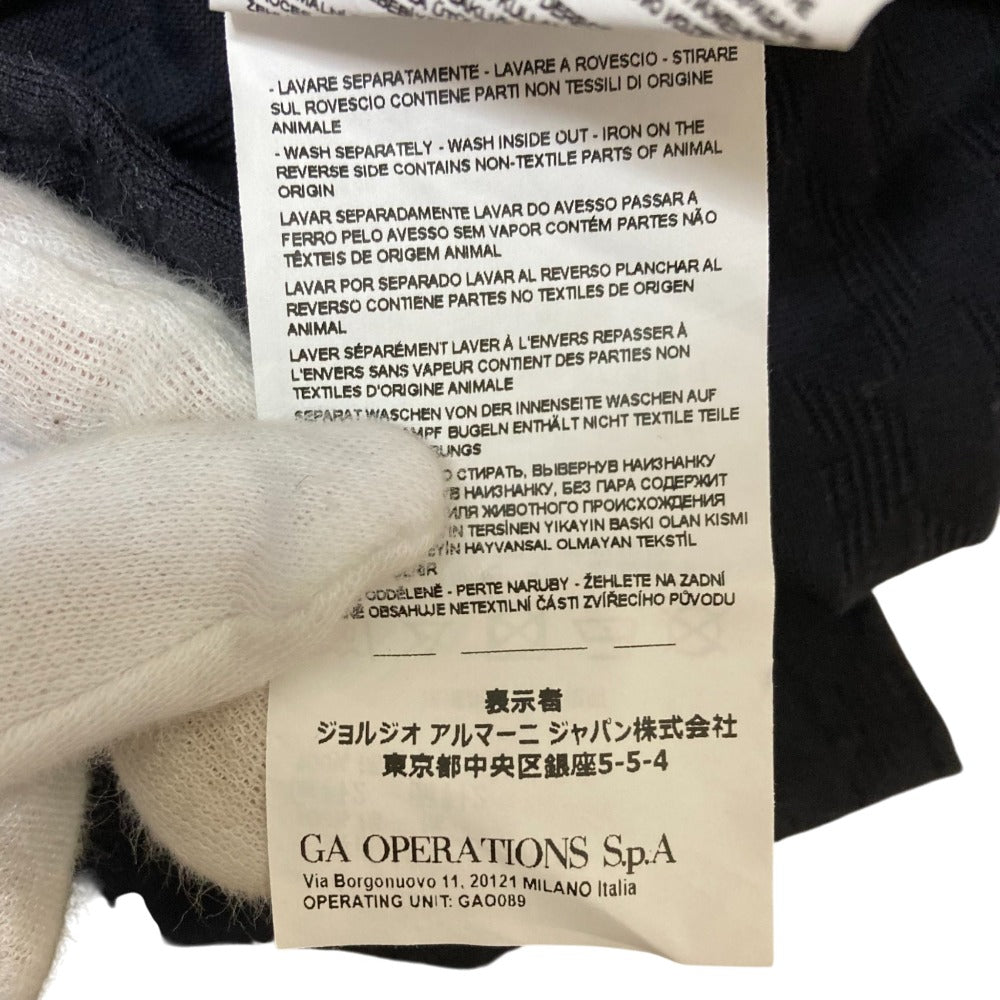 - LAVARE SEPARATAMENTE - LAVARE A ROVESCIO - STIRARE
SUL ROVESCIO CONTIENE PARTI NON TESSILI DI ORIGINE
ANIMALE
- WASH SEPARATELY - WASH INSIDE OUT - IRON ON THE
REVERSE SIDE CONTAINS NON-TEXTILE PARTS OF ANIMAL
ORIGIN
LAVAR SEPARADAMENTE LAVAR DO AVESSO PASSAR A
FERRO PELO AVESSO SEM VAPOR CONTÉM PARTES NÃO
TÊXTEIS DE ORIGEM ANIMAL
LAVAR POR SEPARADO LAVAR AL REVERSO PLANCHAR AL
REVERSO CONTIENE PARTES NO TEXTILES DE ORIGEN
ANIMAL
LAVER SÉPARÉMENT LAVER À L'ENVERS REPASSER À
L'ENVERS SANS VAPEUR CONTIENT DES PARTIES NON
TEXTILES D'ORIGINE ANIMALE
SEPARAT WASCHEN VON DER INNENSEITE WASCHEN AUF
BUGELN ENTHÄLT NICHT TEXTILE TEILE
СТИРАТЬ, ВЫВЕРНУВ НАИЗНАНКУ
НАИЗНАНКУ, БЕЗ ПАРА СОДЕРЖИТ
ЖИВОТНОГО ПРОИСХОЖДЕНИЯ
TERSINEN YIKAYIN BASKI OLAN KISMI
HAYVANSAL OLMAYAN TEKSTİL
ODDĚLENĚ - PERTE NARUBY - ŽEHLETE NA ZADNÍ
OBSAHUJE NETEXTILNÍ ČÁSTI ZVÍŘECÍHO PŮVODU
表示者
ジョルジオ アルマーニ ジャパン株式会社
東京都中央区銀座5-5-4
GA OPERATIONS S.p.A
Via Borgonuovo 11, 20121 MILANO Italia
OPERATING UNIT: GAO089